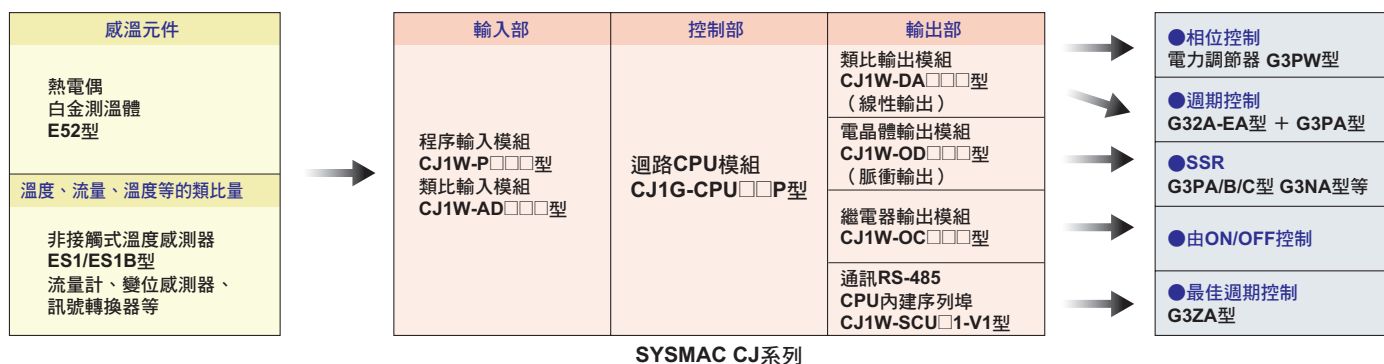 感溫元件
熱電偶
白金測溫體
E52型
溫度、流量、溫度等的類比量
非接觸式溫度感測器
ES1/ES1B型
流量計、變位感測器、
訊號轉換器等
輸入部
程序輸入模組
CJ1W-P□□□型
類比輸入模組
CJ1W-AD□□□型
控制部
迴路CPU模組
CJ1G-CPU□□P型
輸出部
類比輸出模組
CJ1W-DA□□□型
（線性輸出）
電晶體輸出模組
CJ1W-OD□□□型
（脈衝輸出）
繼電器輸出模組
CJ1W-OC□□□型
通訊RS-485
CPU內建序列埠
CJ1W-SCU□1-V1型
●相位控制
電力調節器 G3PW型
●週期控制
G32A-EA型 ＋ G3PA型
●SSR
G3PA/B/C型 G3NA型等
●由ON/OFF控制
●最佳週期控制
G3ZA型
SYSMAC CJ系列